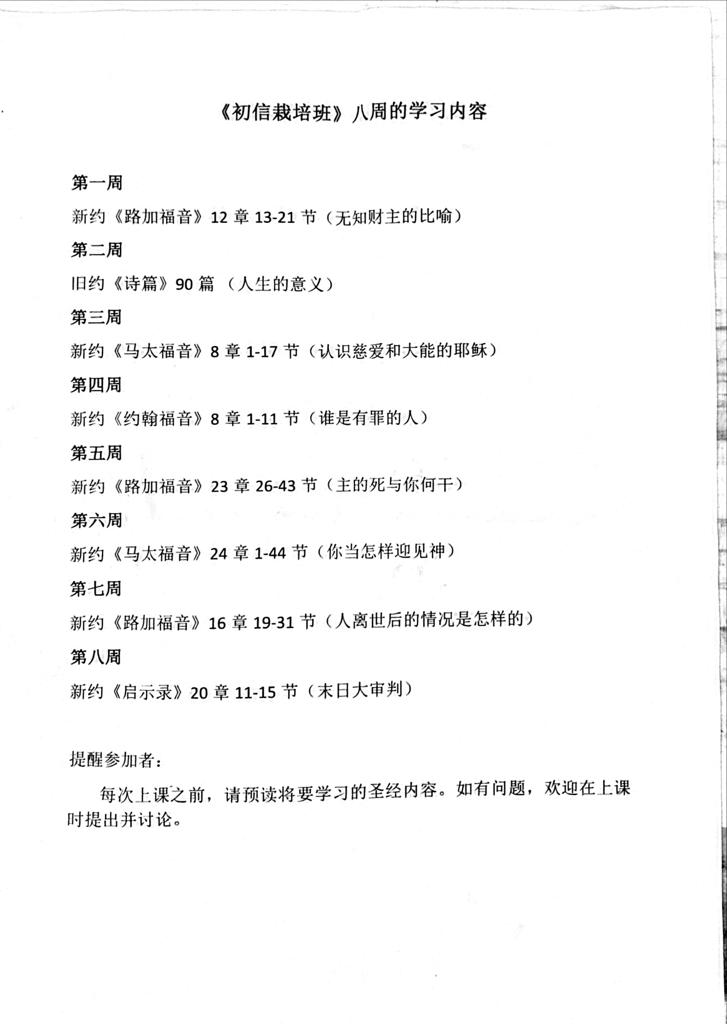 《初信栽培班》八周的学习内容
第一周
新约《路加福音》12 章 13-21 节（无知财主的比喻）
第二周
旧约《诗篇》90 篇 （人生的意义）
第三周
新约《马太福音》8 章 1-17 节（认识慈爱和大能的耶稣）
第四周
新约《约翰福音》8 章 1-11 节（谁是有罪的人）
第五周
新约《路加福音》23 章 26-43 节（主的死与你何干）
第六周
新约《马太福音》24 章 1-44 节（你当怎样迎见神）
第七周
新约《路加福音》16 章 19-31 节（人离世后的情况是怎样的）
第八周
新约《启示录》20 章 11-15 节（末日大审判）
提醒参加者：
每次上课之前，请预读将要学习的圣经内容。如有问题，欢迎在上课
时提出并讨论。